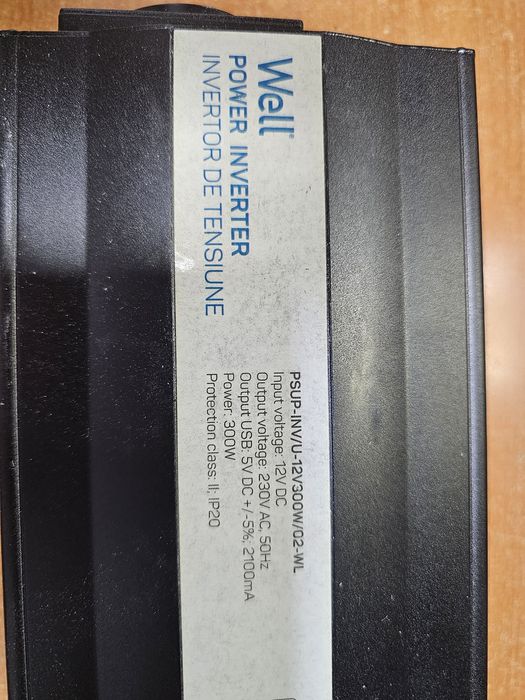 Well®
POWER INVERTER
INVERTOR DE TENSIUNE
PSUP-INV/U-12V300W/02-WL
Input voltage: 12V DC
Output voltage: 230V AC, 50Hz
Output USB: 5V DC +/-5%; 2100mA
Power: 300W
Protection class: II; IP20